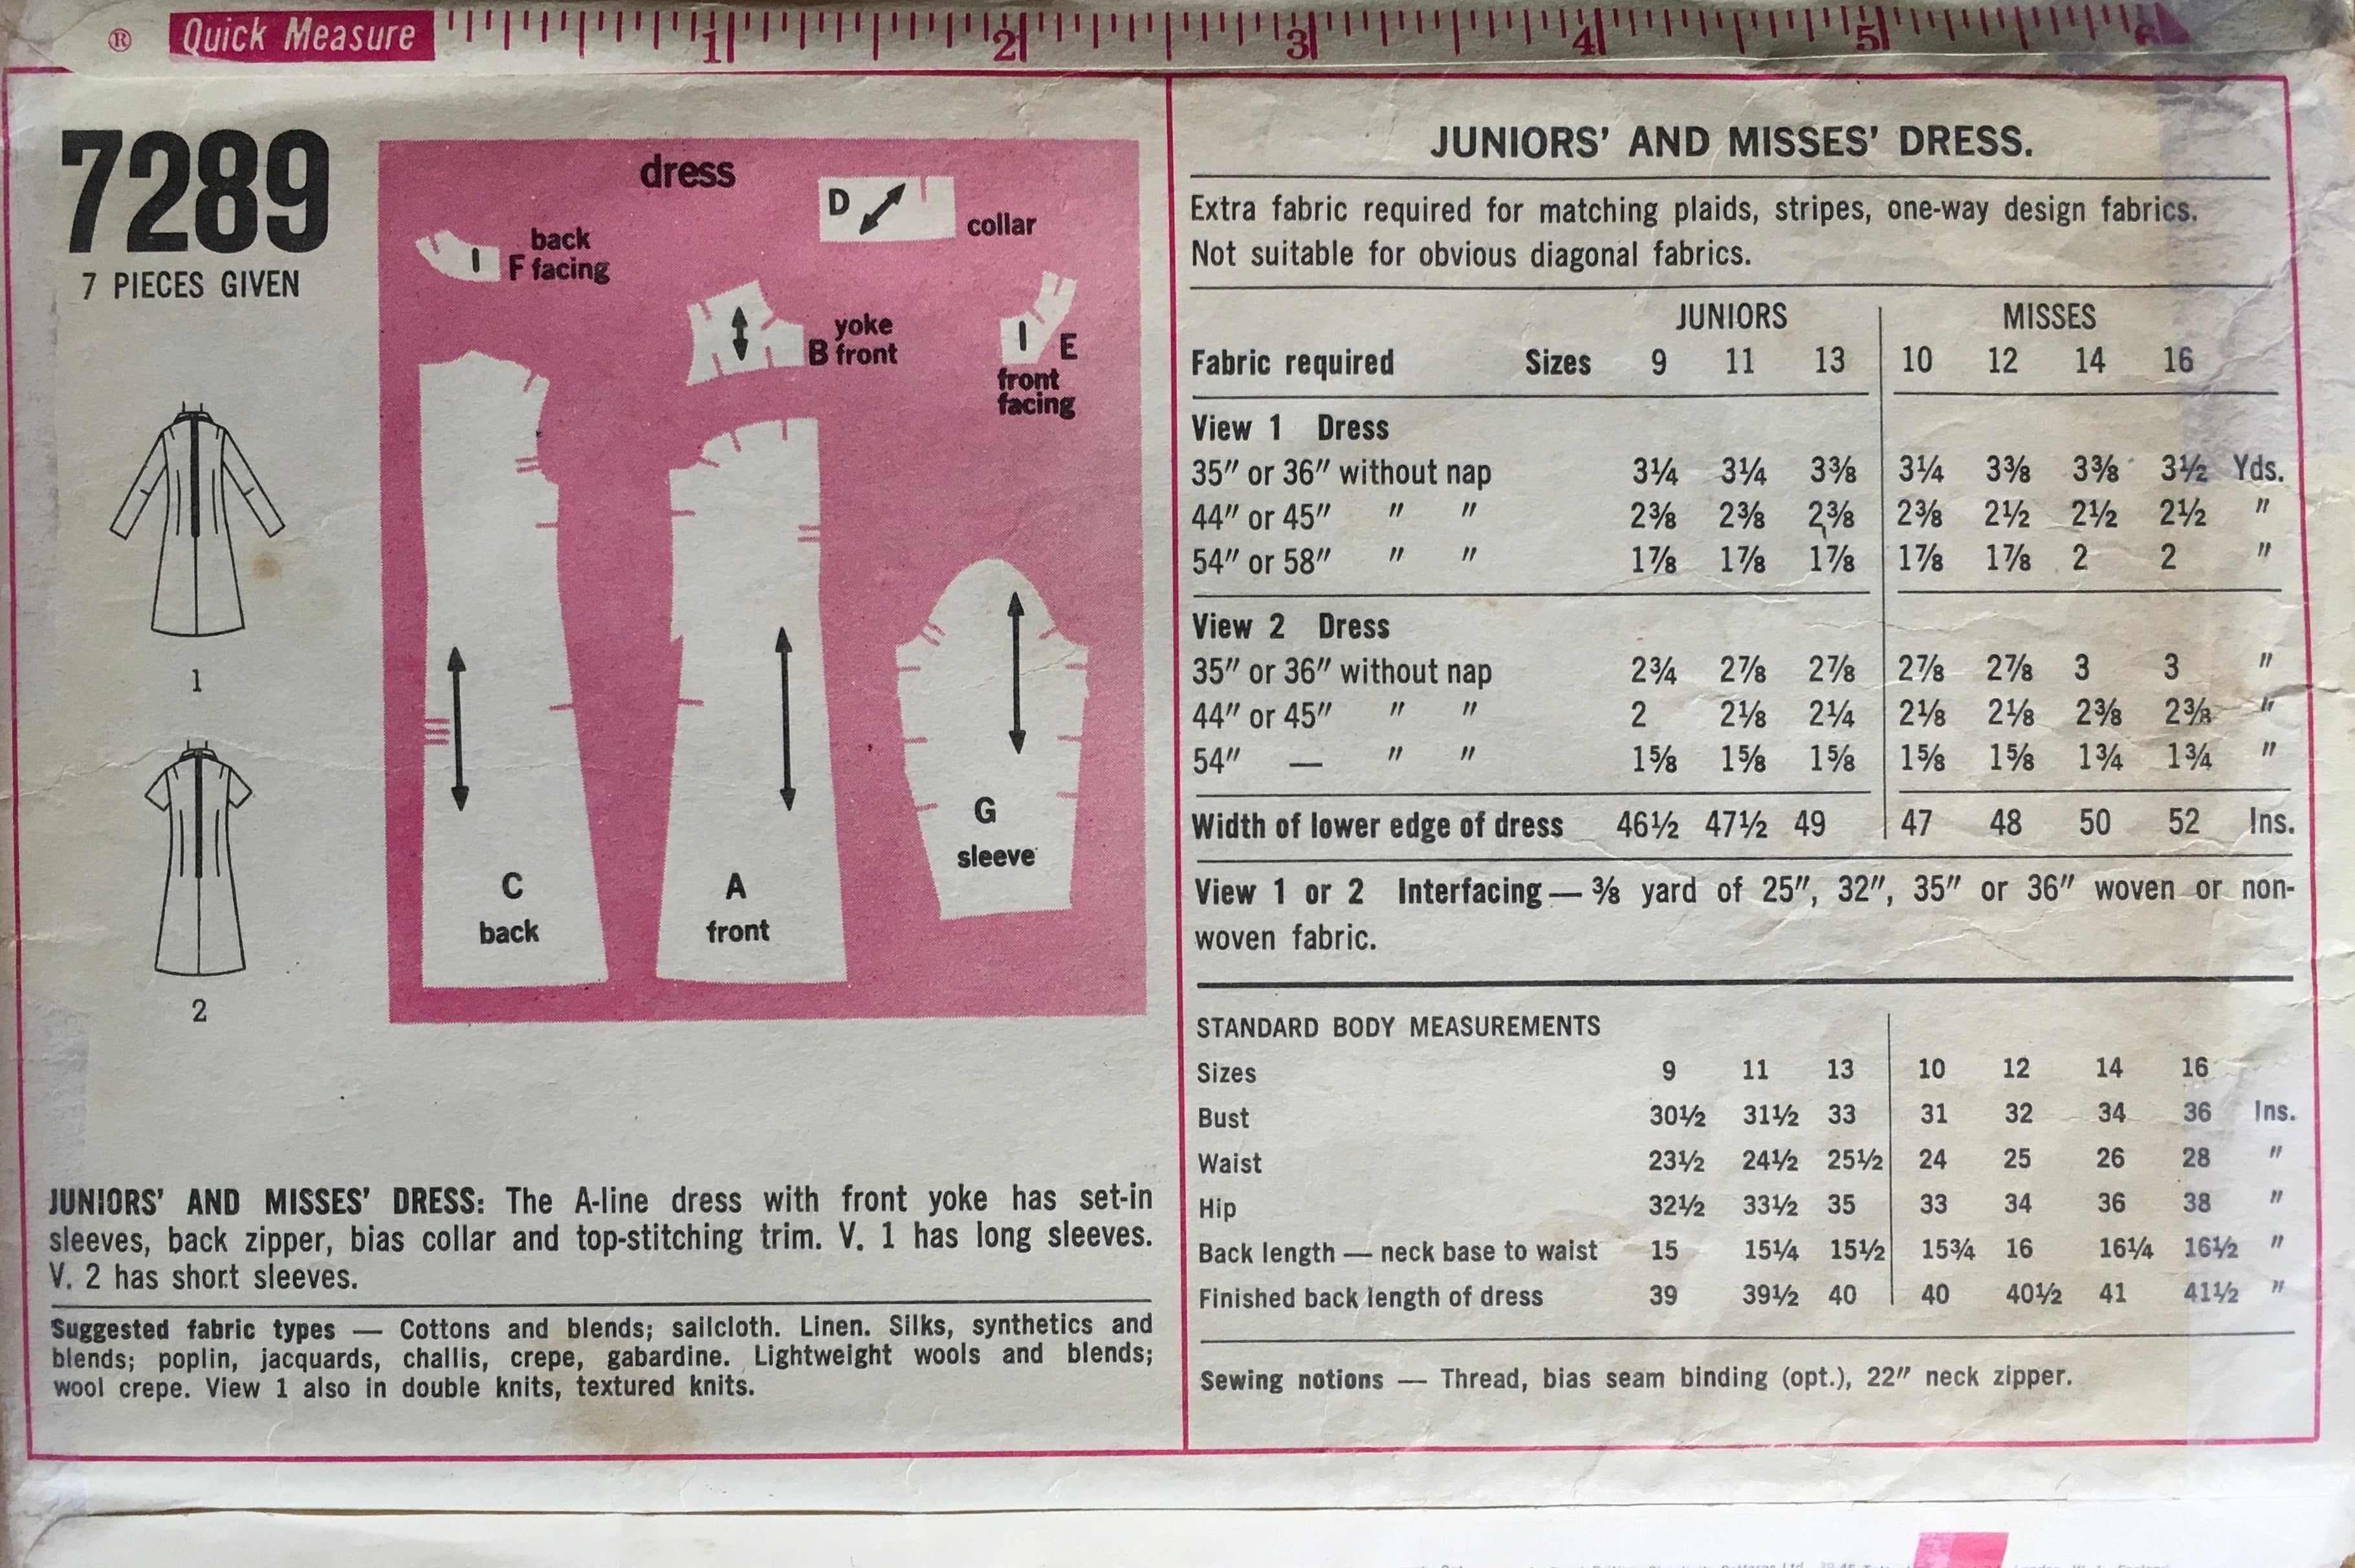 ® Quick Measure 1 2 3 4 5 6
7289
7 PIECES GIVEN
1
2
dress
back
F facing
D
collar
yoke
B front
E
front
facing
C
back
A
front
G
sleeve
JUNIORS' AND MISSES' DRESS: The A-line dress with front yoke has set-in
sleeves, back zipper, bias collar and top-stitching trim. V. 1 has long sleeves.
V. 2 has short sleeves.
Suggested fabric types — Cottons and blends; sailcloth. Linen. Silks, synthetics and
blends; poplin, jacquards, challis, crepe, gabardine. Lightweight wools and blends;
wool crepe. View 1 also in double knits, textured knits.
JUNIORS' AND MISSES' DRESS.
Extra fabric required for matching plaids, stripes, one-way design fabrics.
Not suitable for obvious diagonal fabrics.
JUNIORS MISSES
Fabric required Sizes 9 11 13 10 12 14 16
View 1 Dress
35″ or 36″ without nap 3¼ 3¼ 3⅜ 3¼ 3⅜ 3⅜ 3½ Yds.
44″ or 45″ ″ ″ 2⅜ 2⅜ 2⅜ 2⅜ 2½ 2½ 2½ ″
54″ or 58″ ″ ″ 1⅞ 1⅞ 1⅞ 1⅞ 1⅞ 2 2 ″
View 2 Dress
35″ or 36″ without nap 2¾ 2⅞ 2⅞ 2⅞ 2⅞ 3 3 ″
44″ or 45″ ″ ″ 2 2⅛ 2¼ 2⅛ 2⅛ 2⅜ 2⅜ ″
54″ — ″ ″ 1⅝ 1⅝ 1⅝ 1⅝ 1⅝ 1¾ 1¾ ″
Width of lower edge of dress 46½ 47½ 49 47 48 50 52 Ins.
View 1 or 2 Interfacing — ⅜ yard of 25″, 32″, 35″ or 36″ woven or non-
woven fabric.
STANDARD BODY MEASUREMENTS
Sizes 9 11 13 10 12 14 16
Bust 30½ 31½ 33 31 32 34 36 Ins.
Waist 23½ 24½ 25½ 24 25 26 28 ″
Hip 32½ 33½ 35 33 34 36 38 ″
Back length — neck base to waist 15 15¼ 15½ 15¾ 16 16¼ 16½ ″
Finished back length of dress 39 39½ 40 40 40½ 41 41½ ″
Sewing notions — Thread, bias seam binding (opt.), 22″ neck zipper.